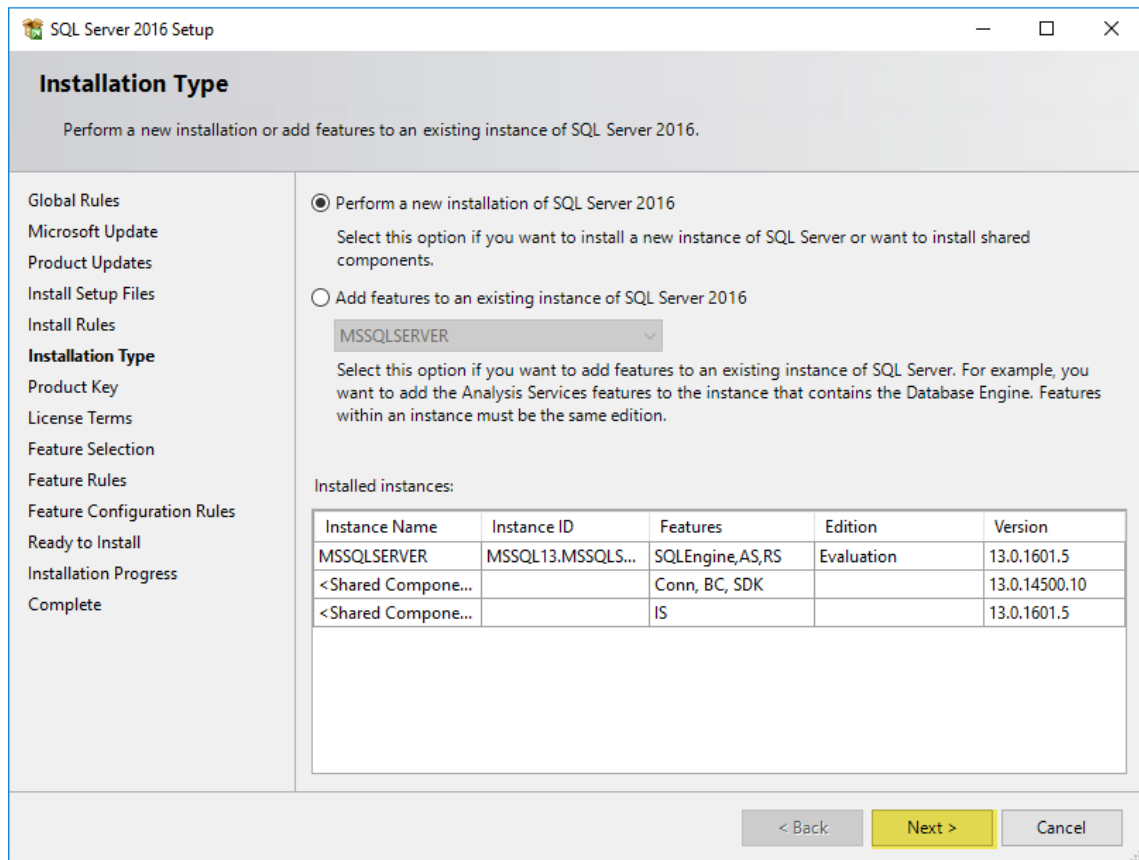 SQL Server 2016 Setup
Installation Type
Perform a new installation or add features to an existing instance of SQL Server 2016.
Global Rules
Microsoft Update
Product Updates
Install Setup Files
Install Rules
Installation Type
Product Key
License Terms
Feature Selection
Feature Rules
Feature Configuration Rules
Ready to Install
Installation Progress
Complete
Perform a new installation of SQL Server 2016
Select this option if you want to install a new instance of SQL Server or want to install shared
components.
Add features to an existing instance of SQL Server 2016
MSSQLSERVER
Select this option if you want to add features to an existing instance of SQL Server. For example, you
want to add the Analysis Services features to the instance that contains the Database Engine. Features
within an instance must be the same edition.
Installed instances:
Instance Name Instance ID Features Edition Version
MSSQLSERVER MSSQL13.MSSQLS... SQLEngine,AS,RS Evaluation 13.0.1601.5
<Shared Compone... Conn, BC, SDK 13.0.14500.10
<Shared Compone... IS 13.0.1601.5
< Back Next > Cancel